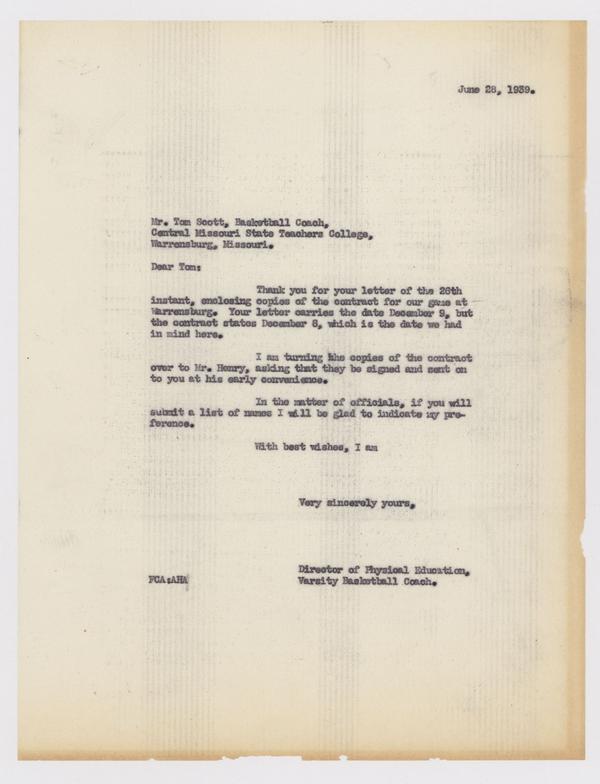 June 28, 1939.
Mr. Tom Scott, Basketball Coach,
Central Missouri State Teachers College,
Warrensburg, Missouri.
Dear Tom:
Thank you for your letter of the 26th
instant, enclosing copies of the contract for our game at
Warrensburg. Your letter carries the date December 9, but
the contract states December 8, which is the date we had
in mind here.
I am turning the copies of the contract
over to Mr. Henry, asking that they be signed and sent on
to you at his early convenience.
In the matter of officials, if you will
submit a list of names I will be glad to indicate my pre-
ference.
With best wishes, I am
Very sincerely yours,
Director of Physical Education,
FCA:AHA Varsity Basketball Coach.